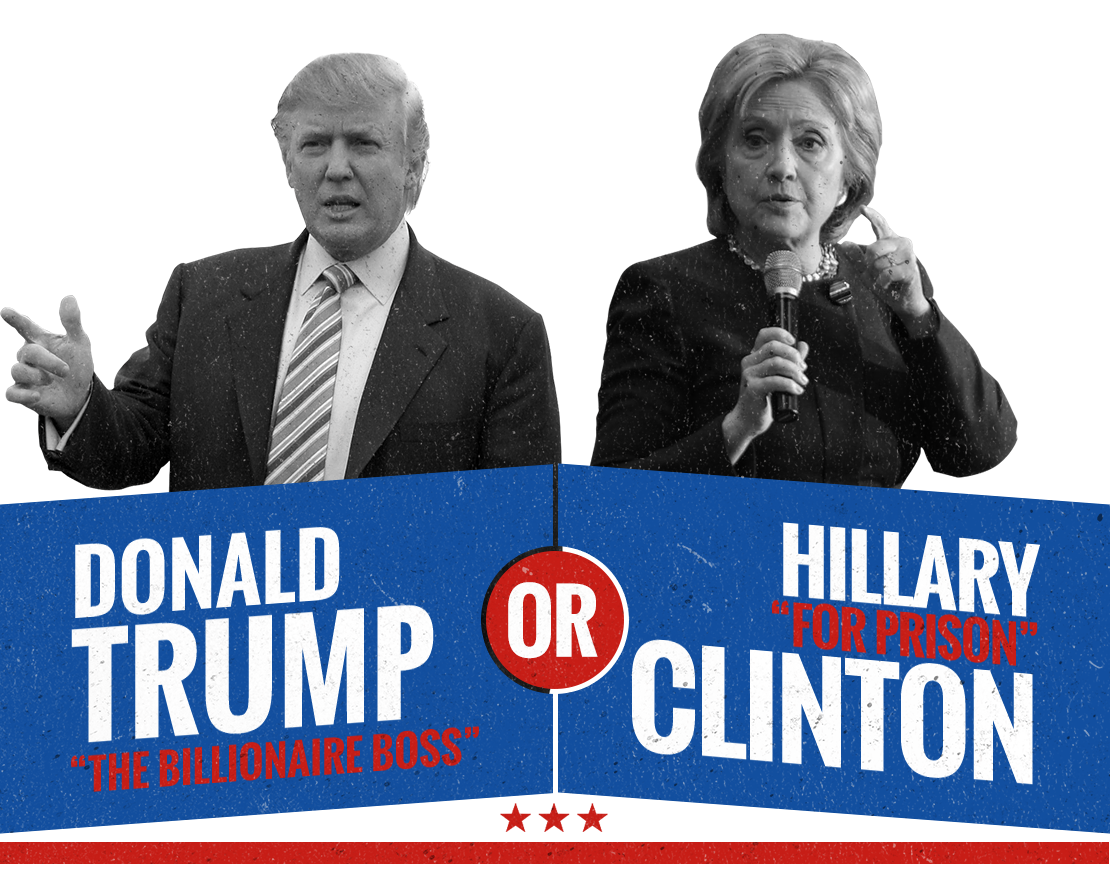 DONALD
TRUMP
“THE BILLIONAIRE BOSS”
OR
HILLARY
“FOR PRISON”
CLINTON